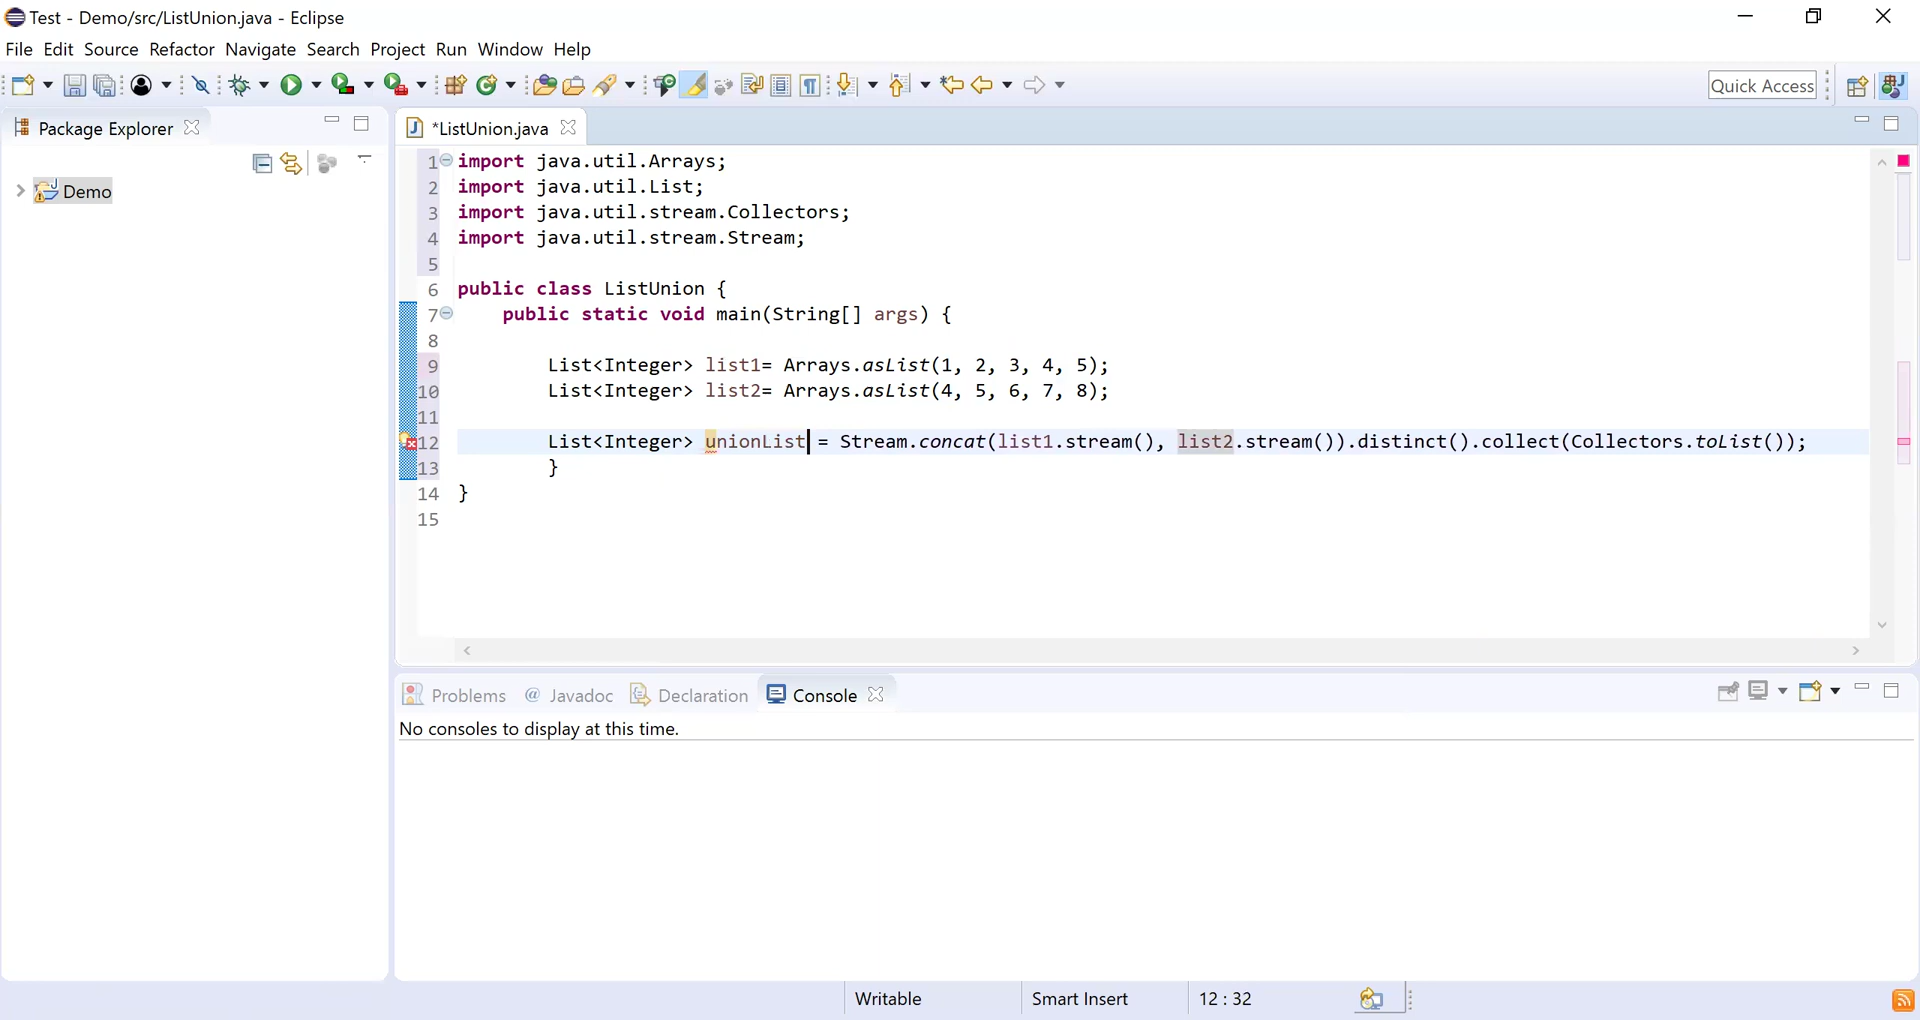 Test - Demo/src/ListUnion.java - Eclipse
File Edit Source Refactor Navigate Search Project Run Window Help
Quick Access
Package Explorer
*ListUnion.java
Demo
1 import java.util.Arrays;
2 import java.util.List;
3 import java.util.stream.Collectors;
4 import java.util.stream.Stream;
5
6 public class ListUnion {
7 public static void main(String[] args) {
8
9 List<Integer> list1= Arrays.asList(1, 2, 3, 4, 5);
10 List<Integer> list2= Arrays.asList(4, 5, 6, 7, 8);
11
12 List<Integer> unionList = Stream.concat(list1.stream(), list2.stream()).distinct().collect(Collectors.toList());
13 }
14 }
15
Problems @ Javadoc Declaration Console
No consoles to display at this time.
Writable Smart Insert 12 : 32